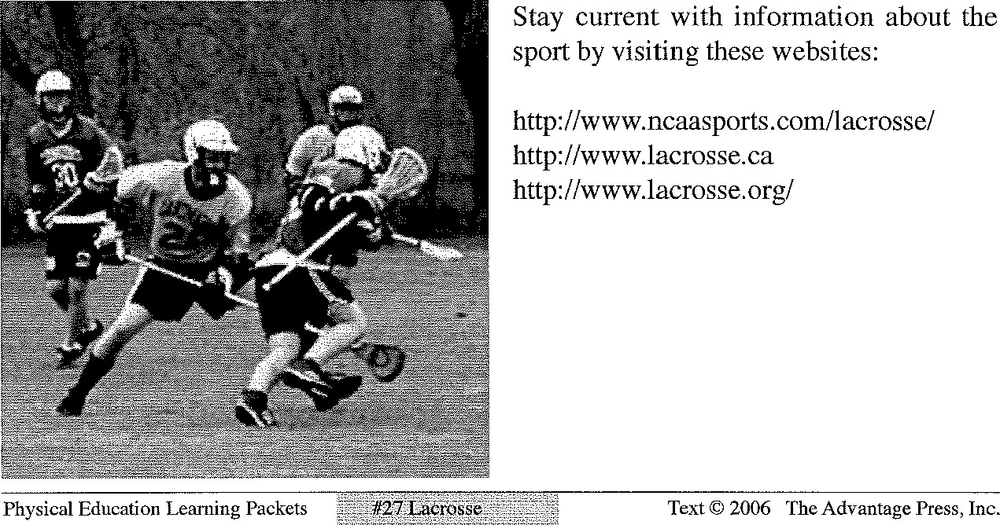 Stay current with information about the
sport by visiting these websites:
http://www.ncaasports.com/lacrosse/
http://www.lacrosse.ca
http://www.lacrosse.org/
30
Physical Education Learning Packets #27 Lacrosse Text © 2006 The Advantage Press, Inc.